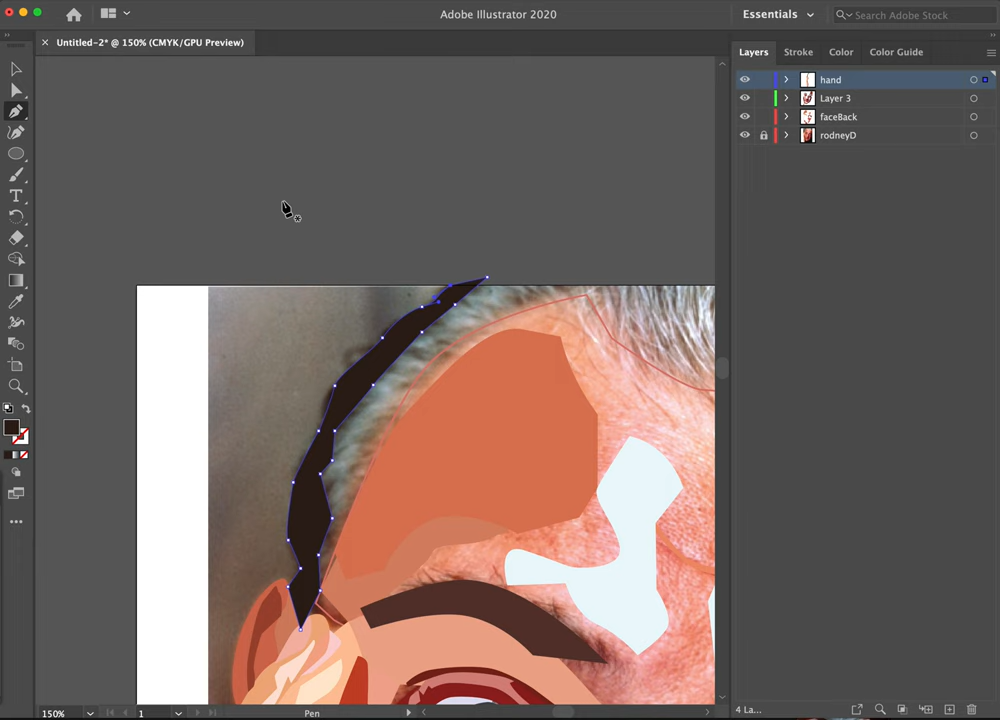 Adobe Illustrator 2020
Essentials
Search Adobe Stock
× Untitled-2* @ 150% (CMYK/GPU Preview)
Layers Stroke Color Color Guide
hand
Layer 3
faceBack
rodneyD
T
150% 1 Pen
4 La...